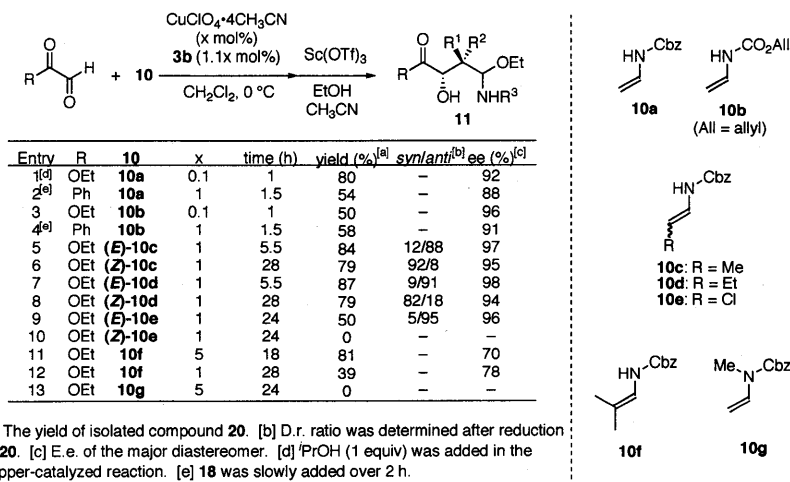 CuClO4•4CH3CN
(x mol%)
3b (1.1x mol%)
Sc(OTf)3
CH2Cl2, 0 °C
EtOH
CH3CN
R
O
O
H
+ 10
O
R
R1 R2
OEt
OH
NHR3
11
Entry R 10 x time (h) yield (%)[a] syn/anti[b] ee (%)[c]
1[d] OEt 10a 0.1 1 80 – 92
2[e] Ph 10a 1 1.5 54 – 88
3 OEt 10b 0.1 1 50 – 96
4[e] Ph 10b 1 1.5 58 – 91
5 OEt (E)-10c 1 5.5 84 12/88 97
6 OEt (Z)-10c 1 28 79 92/8 95
7 OEt (E)-10d 1 5.5 87 9/91 98
8 OEt (Z)-10d 1 28 79 82/18 94
9 OEt (E)-10e 1 24 50 5/95 96
10 OEt (Z)-10e 1 24 0 – –
11 OEt 10f 5 18 81 – 70
12 OEt 10f 1 28 39 – 78
13 OEt 10g 5 24 0 – –
The yield of isolated compound 20. [b] D.r. ratio was determined after reduction
20. [c] E.e. of the major diastereomer. [d] iPrOH (1 equiv) was added in the
pper-catalyzed reaction. [e] 18 was slowly added over 2 h.
HN Cbz
10a
HN CO2All
10b
(All = allyl)
HN Cbz
R
10c: R = Me
10d: R = Et
10e: R = Cl
HN Cbz
10f
Me N Cbz
10g